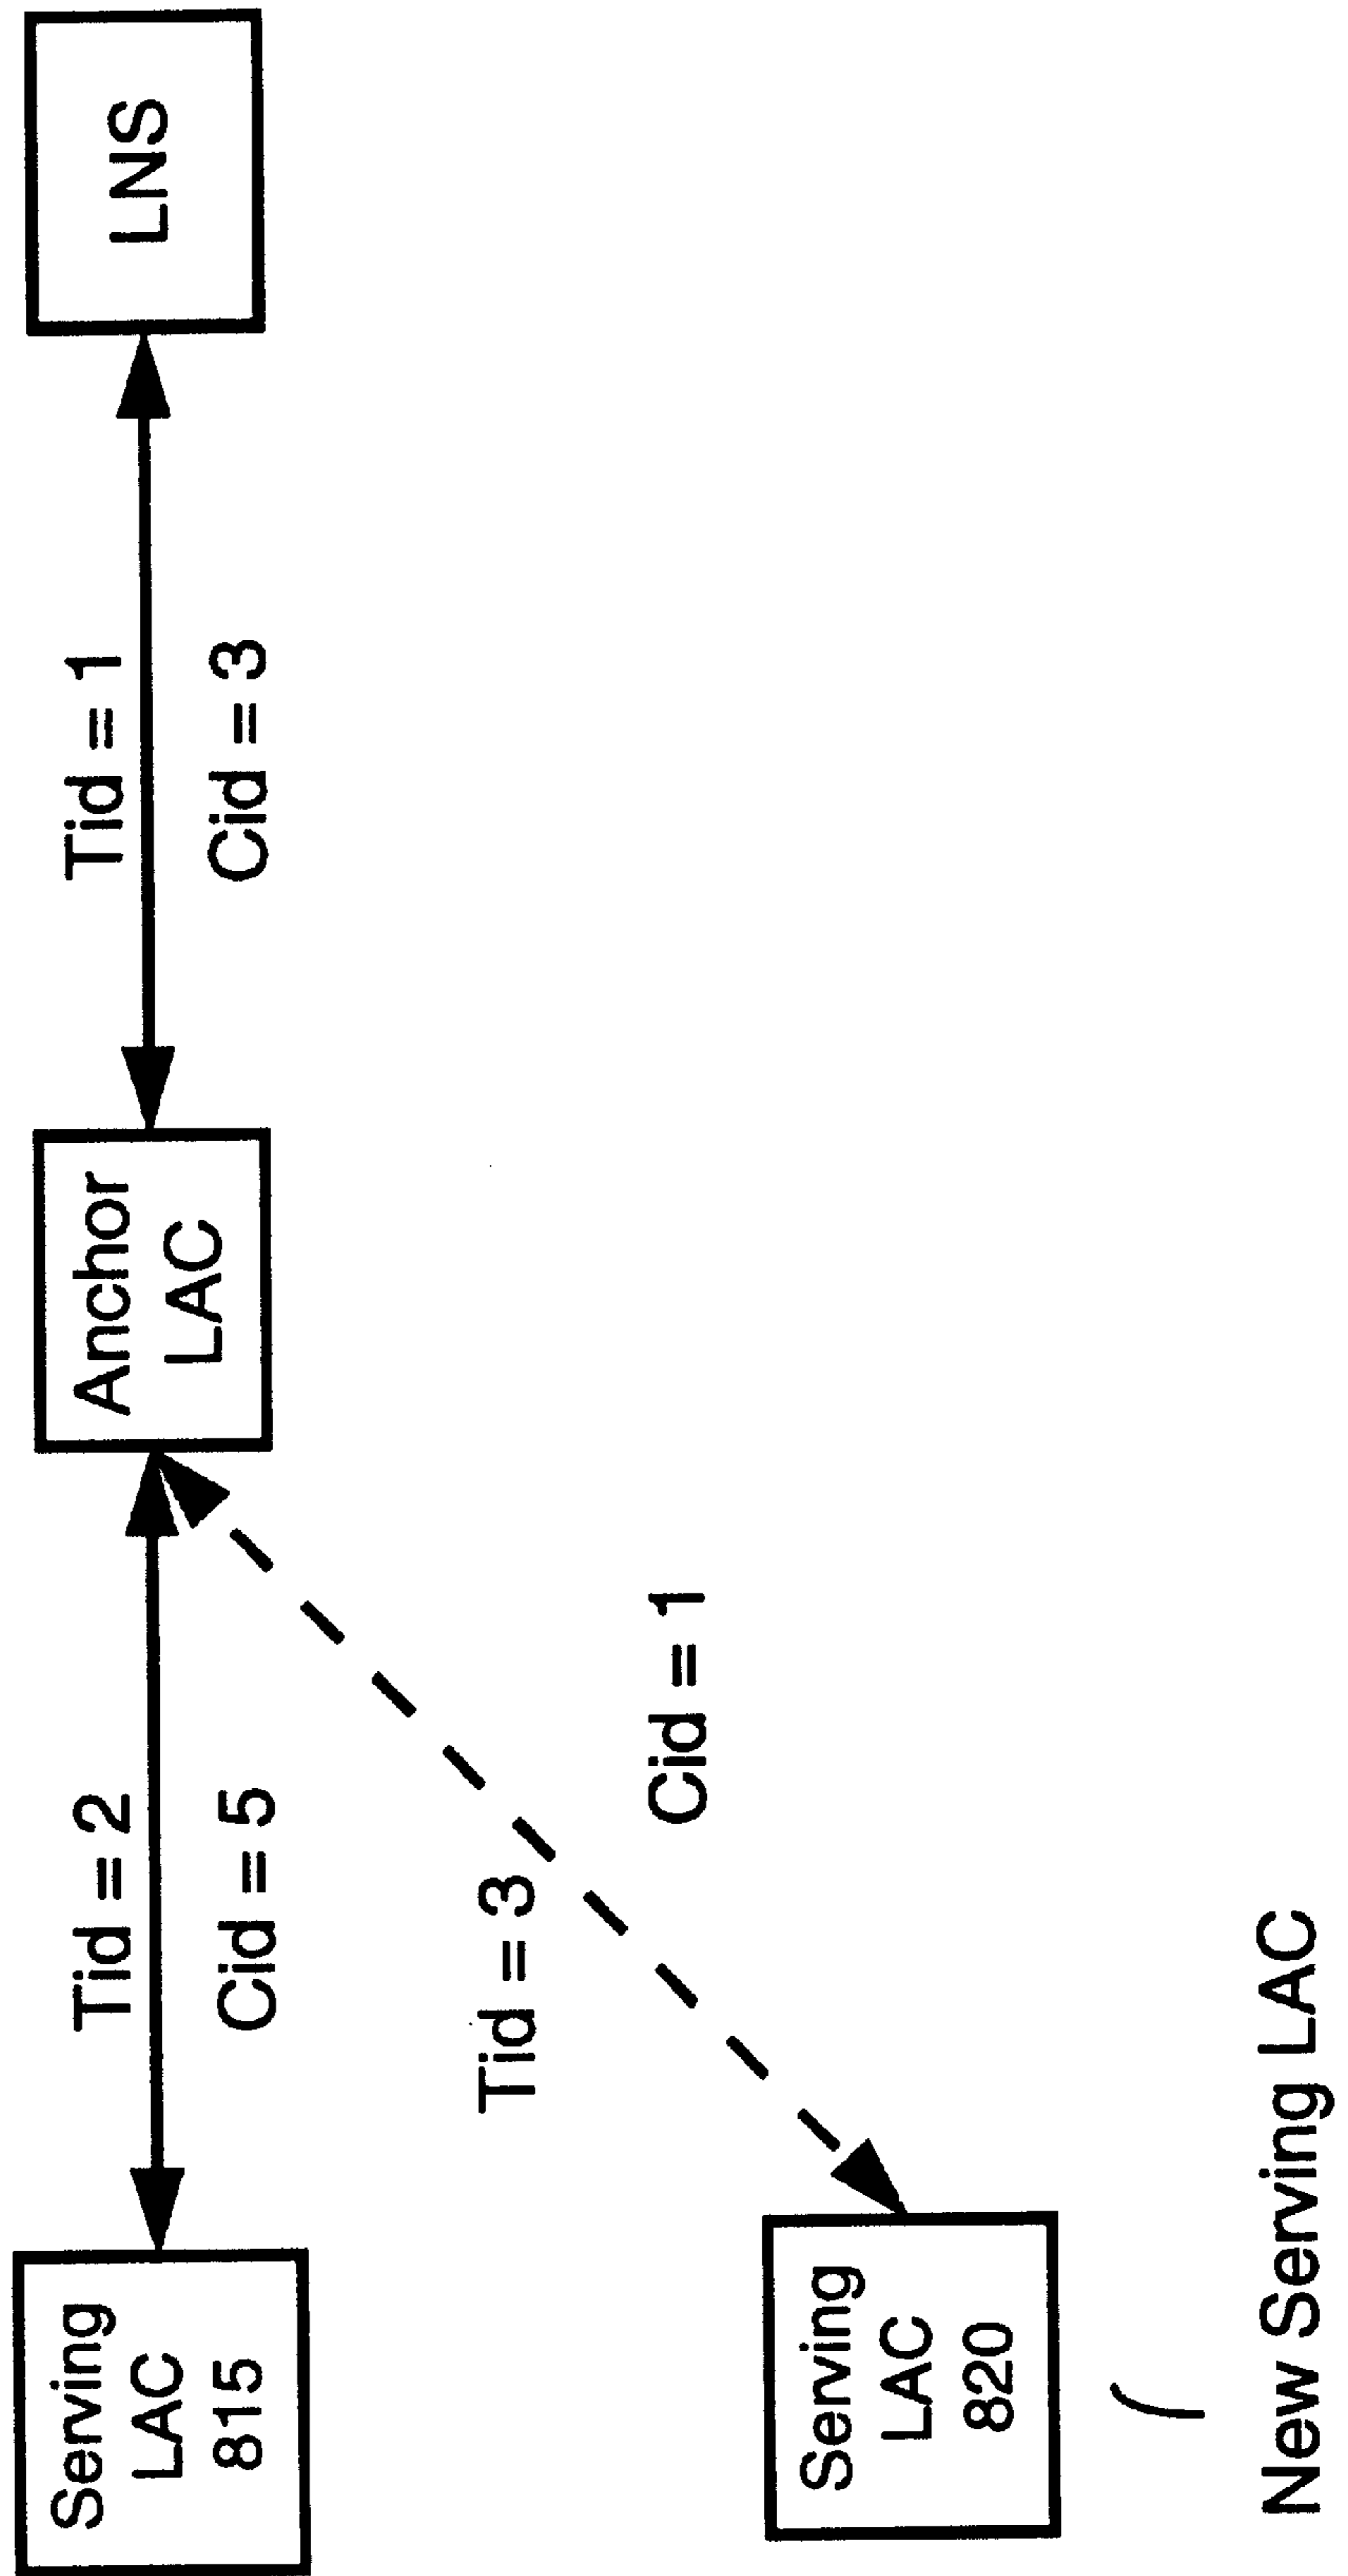 Serving
LAC
815
Tid = 2
Cid = 5
Anchor
LAC
Tid = 1
Cid = 3
LNS
Tid = 3
Cid = 1
Serving
LAC
820
New Serving LAC